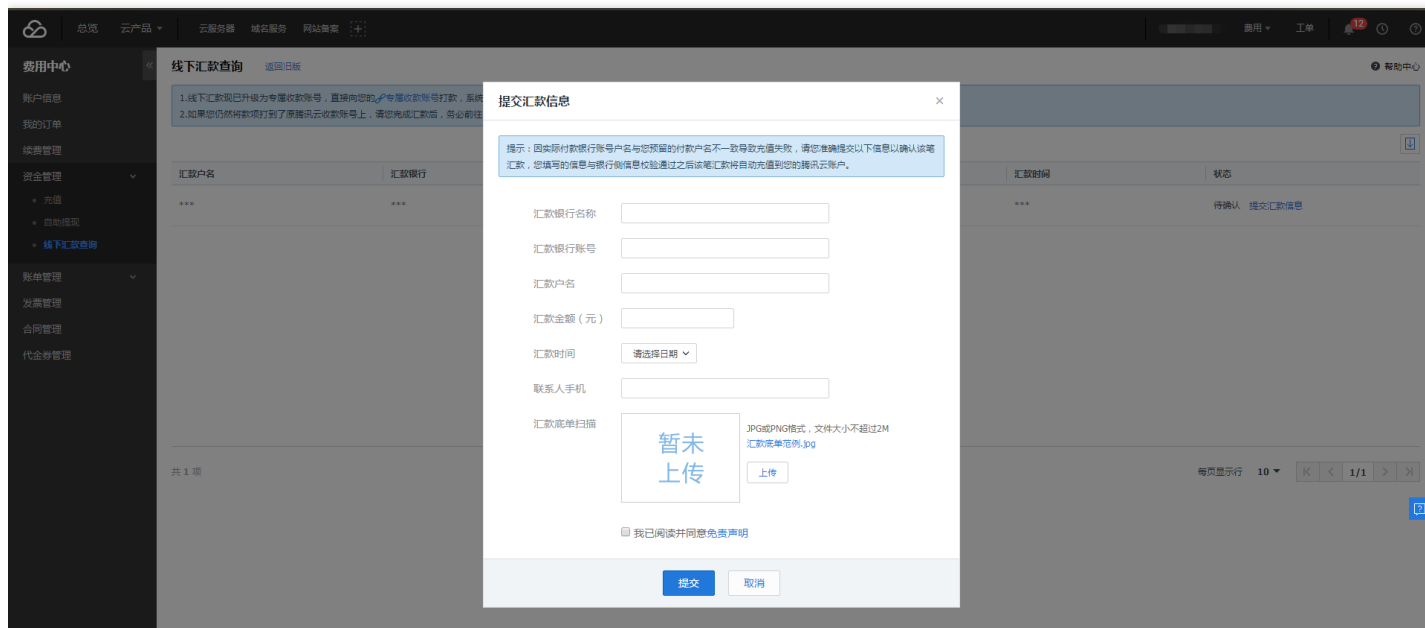 总览 云产品 云服务器 域名服务 网站备案 费用 工单 12
费用中心
线下汇款查询 返回旧版 帮助中心
账户信息
我的订单
续费管理
资金管理
充值
自助提现
线下汇款查询
账单管理
发票管理
合同管理
代金券管理
1.线下汇款现已升级为专属收款账号，直接向您的专属收款账号打款，系统
2.如果您仍然将款项打到了原腾讯云收款账号上，请您完成汇款后，务必前往
汇款户名 汇款银行 汇款时间 状态
*** *** *** 待确认 提交汇款信息
共 1 项
每页显示行 10 1/1
提交汇款信息
提示：因实际付款银行账号户名与您预留的付款户名不一致导致充值失败，请您准确提交以下信息以确认该笔
汇款，您填写的信息与银行侧信息校验通过之后该笔汇款将自动充值到您的腾讯云账户。
汇款银行名称
汇款银行账号
汇款户名
汇款金额（元）
汇款时间 请选择日期
联系人手机
汇款底单扫描
暂未
上传
JPG或PNG格式，文件大小不超过2M
汇款底单范例.jpg
上传
我已阅读并同意免责声明
提交 取消